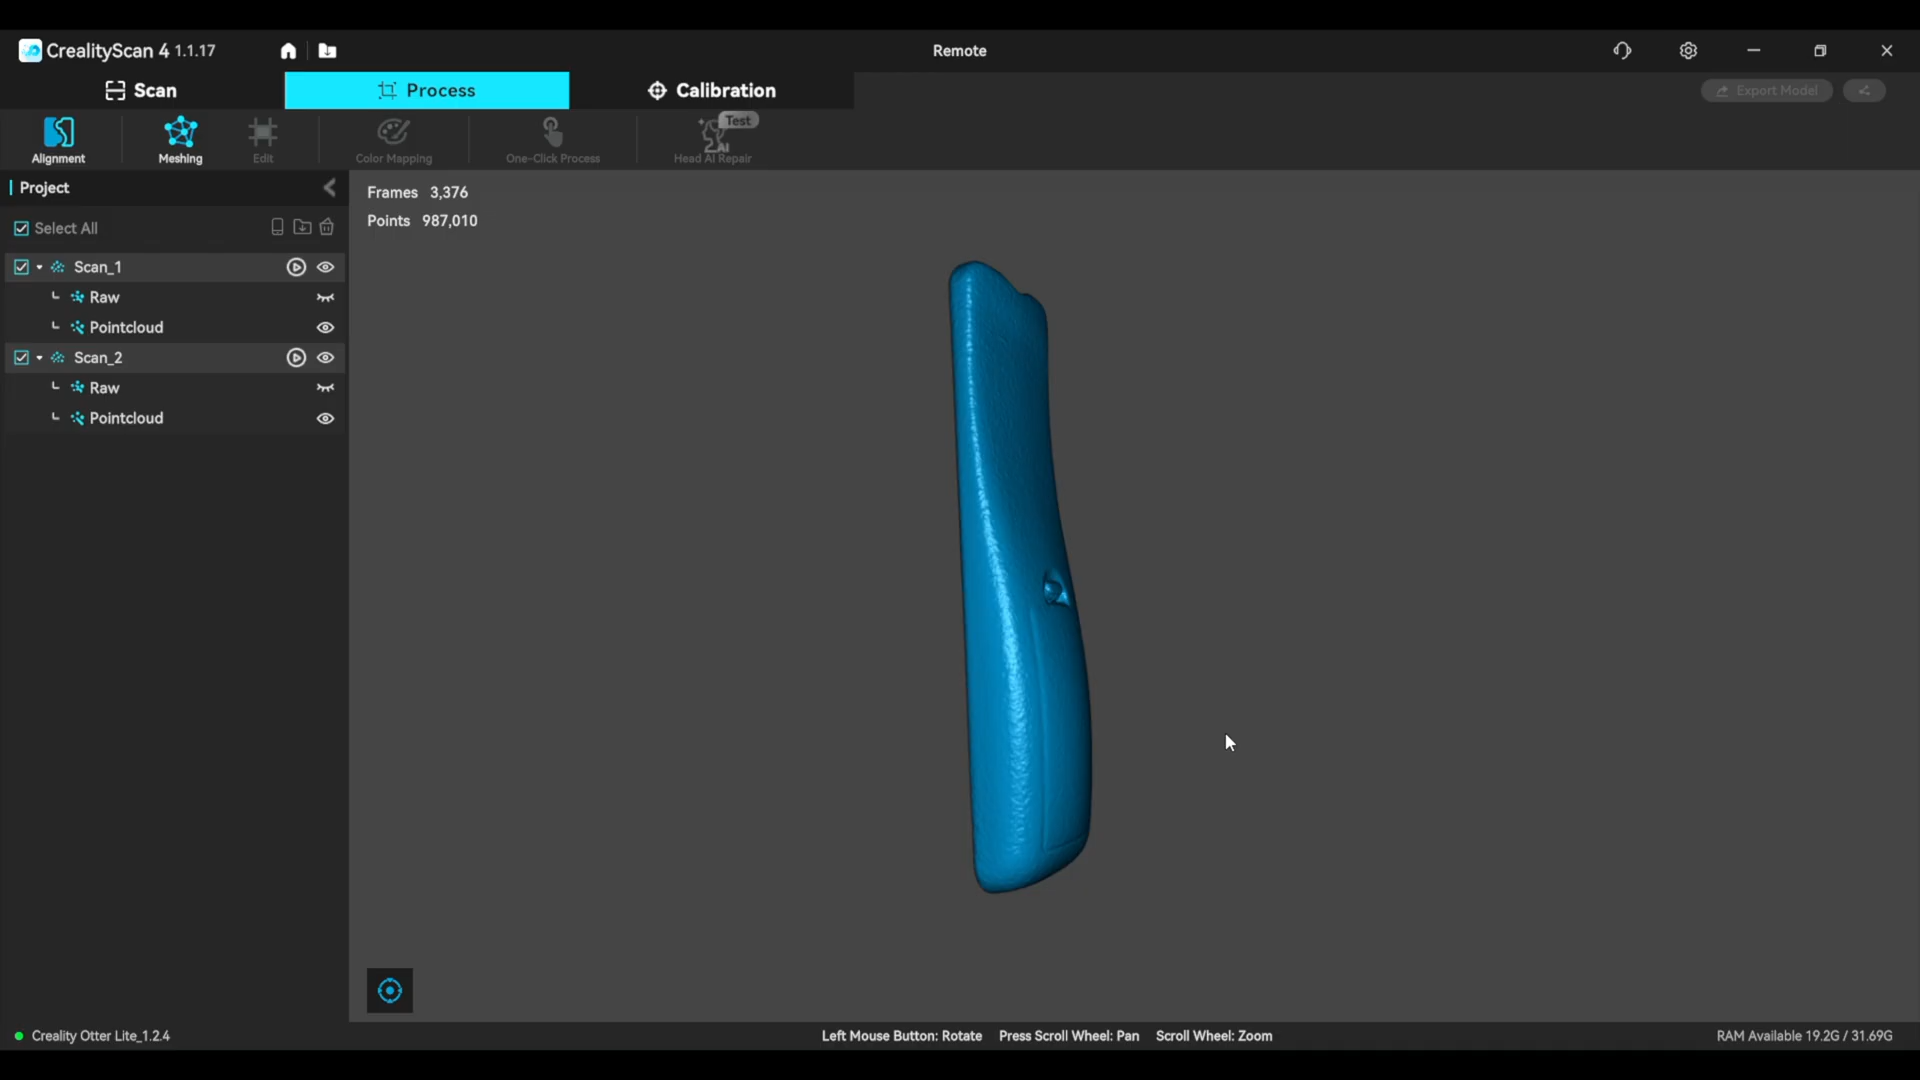 CrealityScan 4 1.1.17
Remote
Scan
Process
Calibration
Export Model
Alignment
Meshing
Edit
Color Mapping
One-Click Process
Test
AI
Head AI Repair
Project
Select All
Frames 3,376
Points 987,010
Scan_1
Raw
Pointcloud
Scan_2
Raw
Pointcloud
Creality Otter Lite_1.2.4
Left Mouse Button: Rotate Press Scroll Wheel: Pan Scroll Wheel: Zoom
RAM Available 19.2G / 31.69G